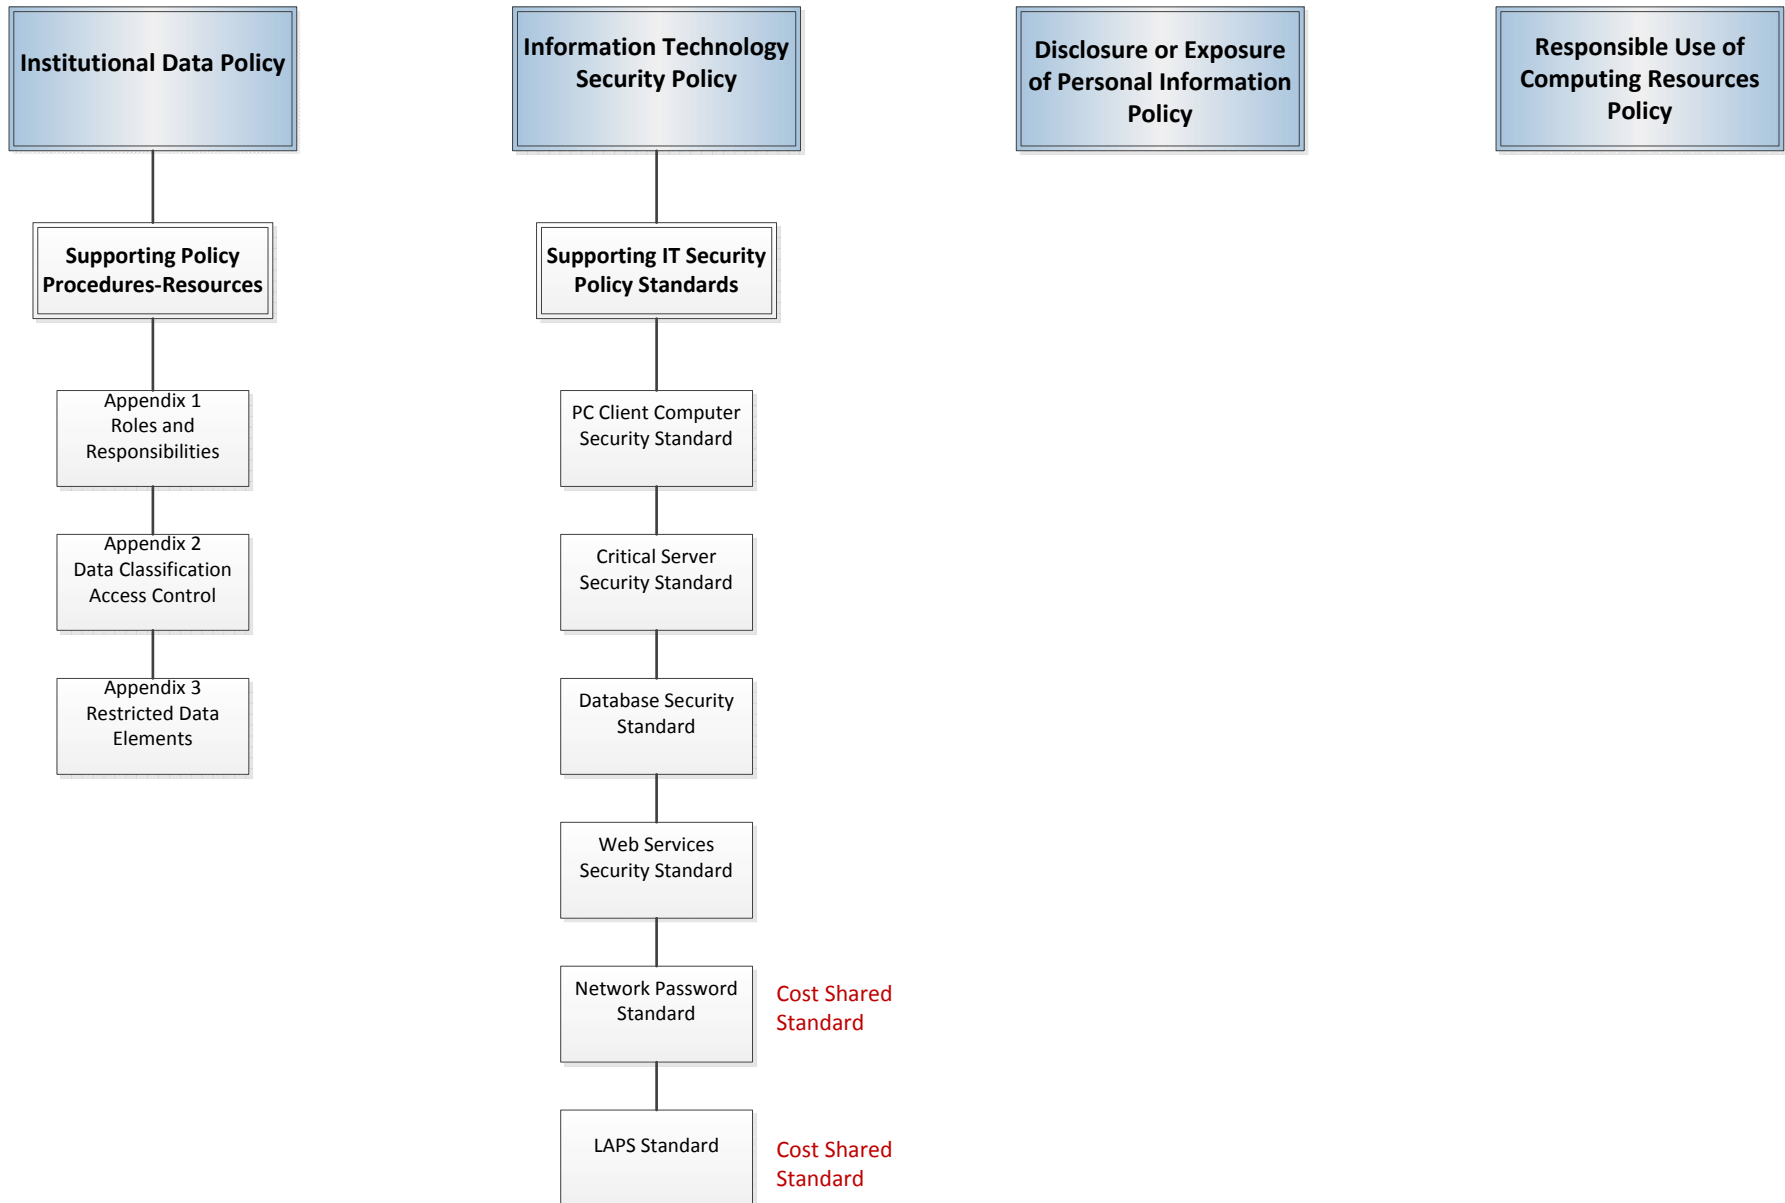 Institutional Data Policy
Information Technology
Security Policy
Disclosure or Exposure
of Personal Information
Policy
Responsible Use of
Computing Resources
Policy
Supporting Policy
Procedures-Resources
Supporting IT Security
Policy Standards
Appendix 1
Roles and
Responsibilities
PC Client Computer
Security Standard
Appendix 2
Data Classification
Access Control
Critical Server
Security Standard
Appendix 3
Restricted Data
Elements
Database Security
Standard
Web Services
Security Standard
Network Password
Standard
Cost Shared
Standard
LAPS Standard
Cost Shared
Standard